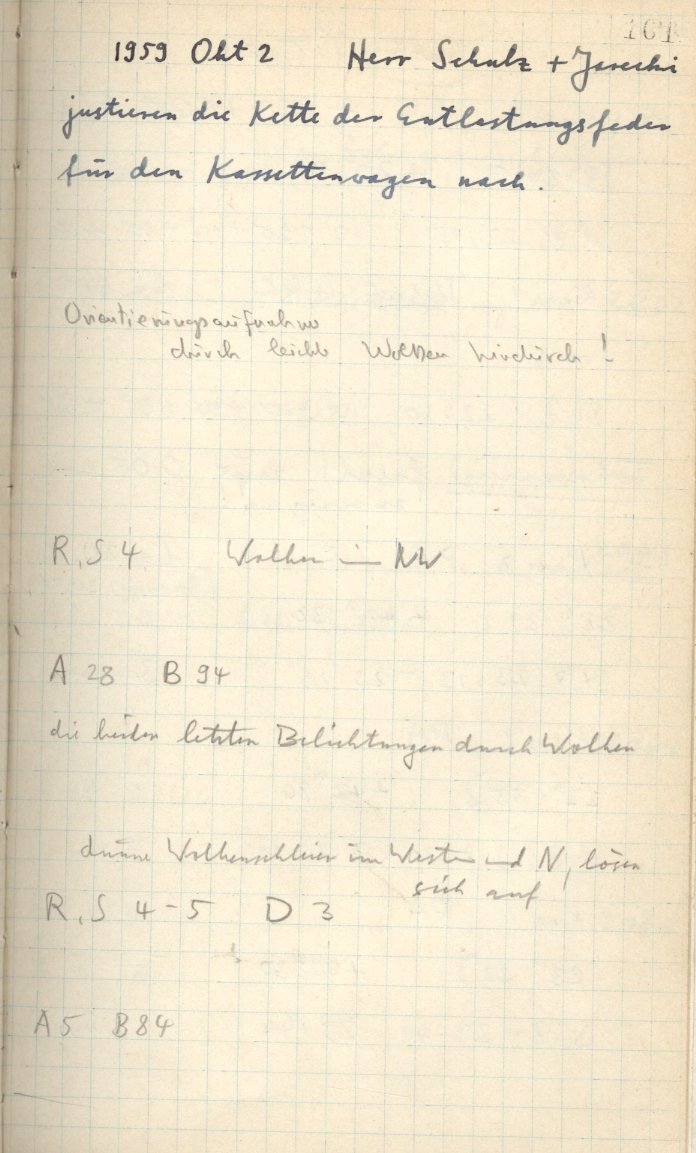 161
1959 Okt 2 Herr Schulz + Jarecki
justieren die Kette der Entlastungsfeder
für den Kassettenwagen nach.
Orientierungsaufnahme
durch leichte Wolken hindurch!
R, S 4 Wolken im NW
A 28 B 94
die beiden letzten Belichtungen durch Wolken
dünne Wolkenschleier im Westen und N, lösen
sich auf
R, S 4-5 D 3
A 5 B 84